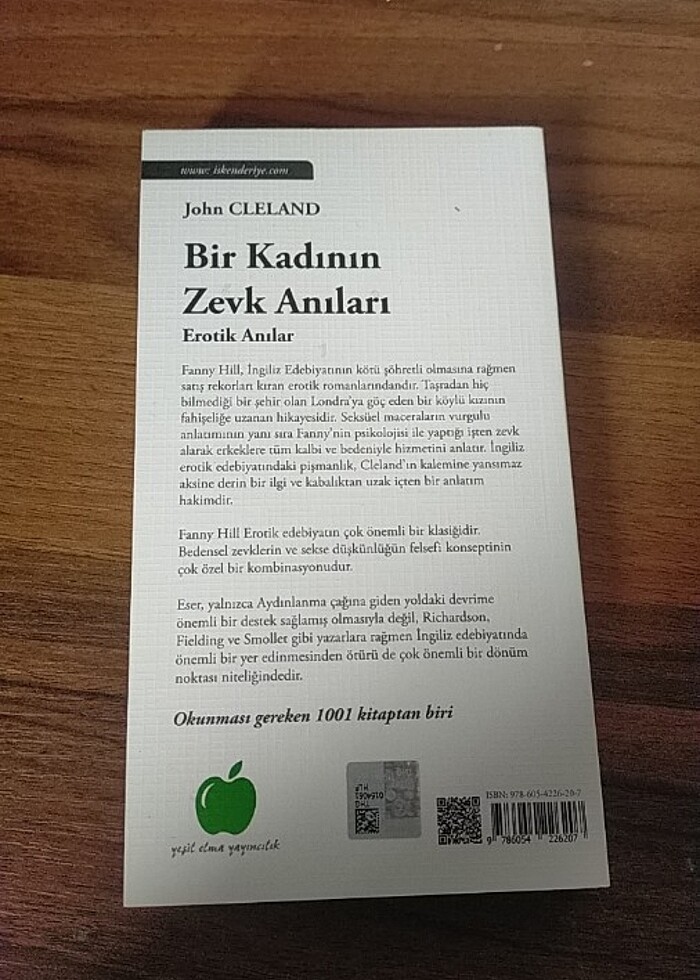 www.iskenderiye.com
John CLELAND
Bir Kadının
Zevk Anıları
Erotik Anılar
Fanny Hill, İngiliz Edebiyatının kötü şöhretli olmasına rağmen
satış rekorları kıran erotik romanlarındandır. Taşradan hiç
bilmediği bir şehir olan Londra'ya göç eden bir köylü kızının
fahişeliğe uzanan hikayesidir. Seksüel maceraların vurgulu
anlatımının yanı sıra Fanny'nin psikolojisi ile yaptığı işten zevk
alarak erkeklere tüm kalbi ve bedeniyle hizmetini anlatır. İngiliz
erotik edebiyatındaki pişmanlık, Cleland'ın kalemine yansımaz
aksine derin bir ilgi ve kabalıktan uzak içten bir anlatım
hakimdir.
Fanny Hill Erotik edebiyatın çok önemli bir klasiğidir.
Bedensel zevklerin ve sekse düşkünlüğün felsefi konseptinin
çok özel bir kombinasyonudur.
Eser, yalnızca Aydınlanma çağına giden yoldaki devrime
önemli bir destek sağlamış olmasıyla değil, Richardson,
Fielding ve Smollet gibi yazarlara rağmen İngiliz edebiyatında
önemli bir yer edinmesinden ötürü de çok önemli bir dönüm
noktası niteliğindedir.
Okunması gereken 1001 kitaptan biri
yeşil elma yayıncılık
ISBN: 978-605-4226-20-7
9 786054 226207